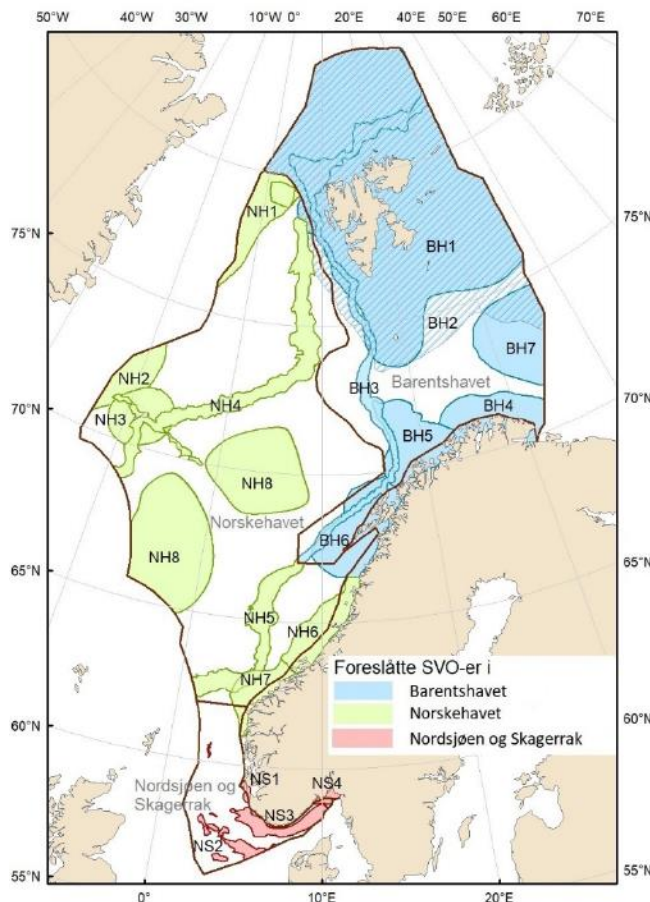 50°W 40°W 30°W 20°W 10°W 0° 20°E 40°E 50°E 60°E 70°E
75°N
70°N
65°N
60°N
55°N
75°N
70°N
65°N
60°N
55°N
0° 10°E 20°E
NH1
BH1
BH2
BH7
NH2
BH3
Barentshavet
NH3
NH4
BH4
BH5
NH8
Norskehavet
BH6
NH8
NH5
NH6
NH7
Foreslåtte SVO-er i
Barentshavet
Norskehavet
Nordsjøen og Skagerrak
Nordsjøen og
Skagerrak
NS1
NS4
NS3
NS2